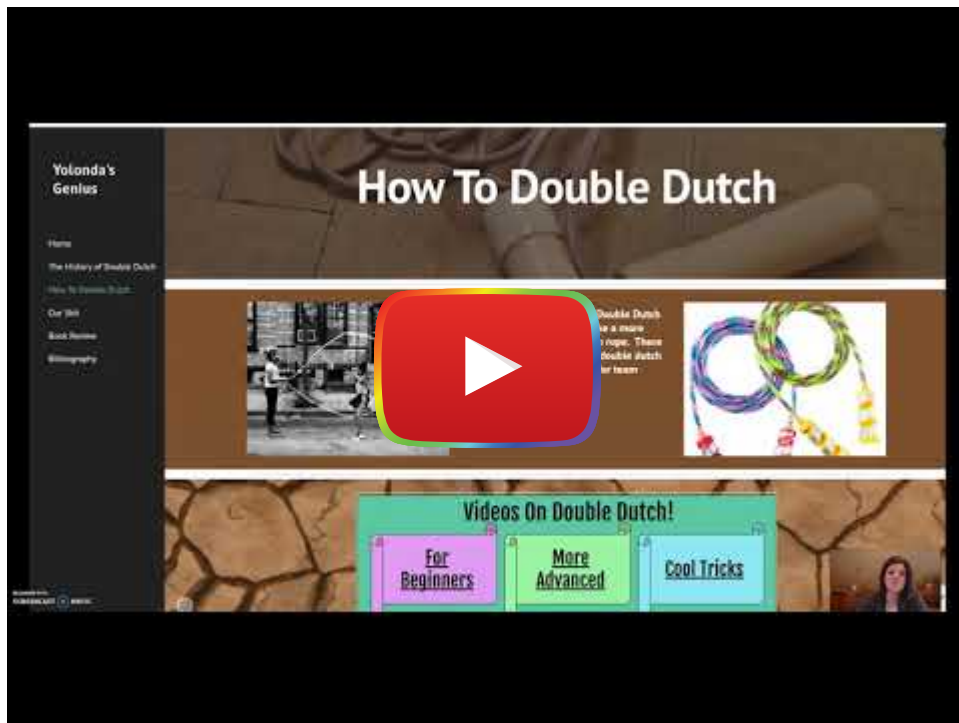 Yolonda's
Genius
Home
The History of Double Dutch
How To Double Dutch
Our Skit
Book Review
Bibliography
How To Double Dutch
Double Dutch
a more
rope. These
double dutch
team
Videos On Double Dutch!
For
Beginners
More
Advanced
Cool Tricks